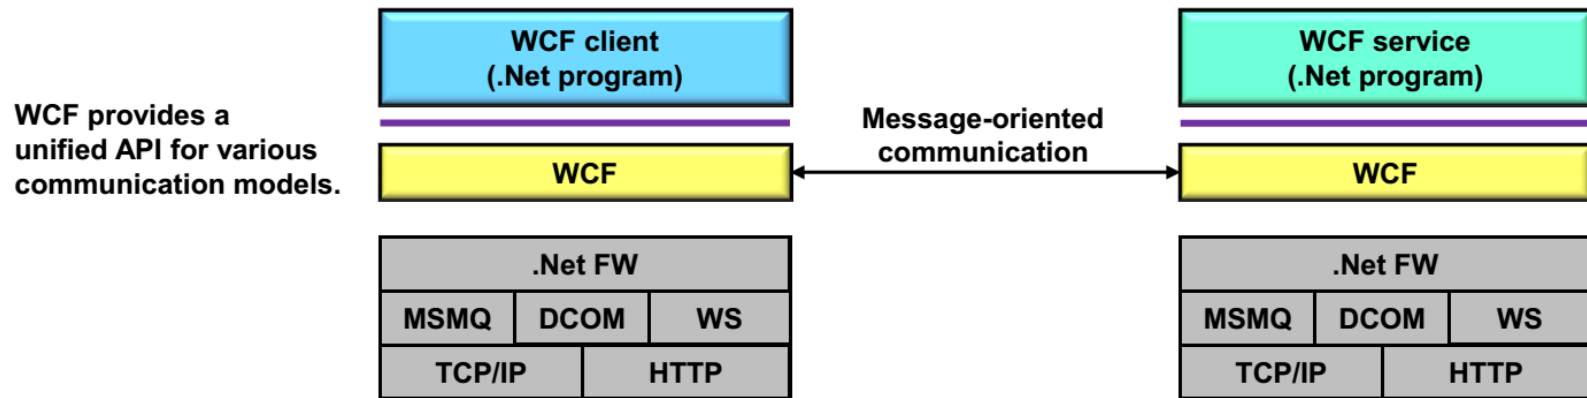 WCF provides a
unified API for various
communication models.
WCF client
(.Net program)
WCF
.Net FW
MSMQ DCOM WS
TCP/IP HTTP
Message-oriented
communication
WCF service
(.Net program)
WCF
.Net FW
MSMQ DCOM WS
TCP/IP HTTP